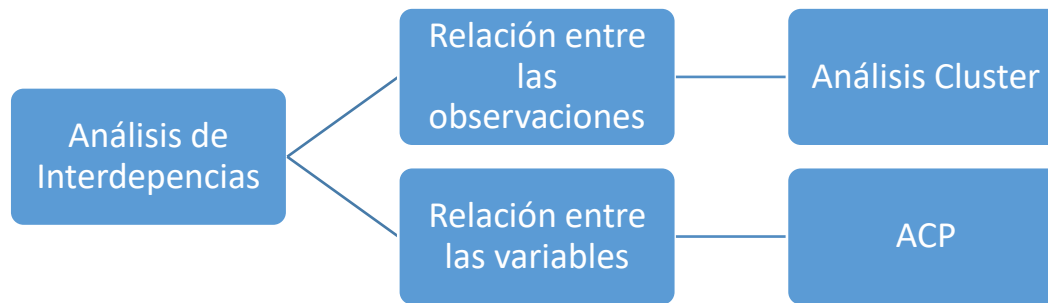 Análisis de
Interdepencias
Relación entre
las
observaciones
Análisis Cluster
Relación entre
las variables
ACP